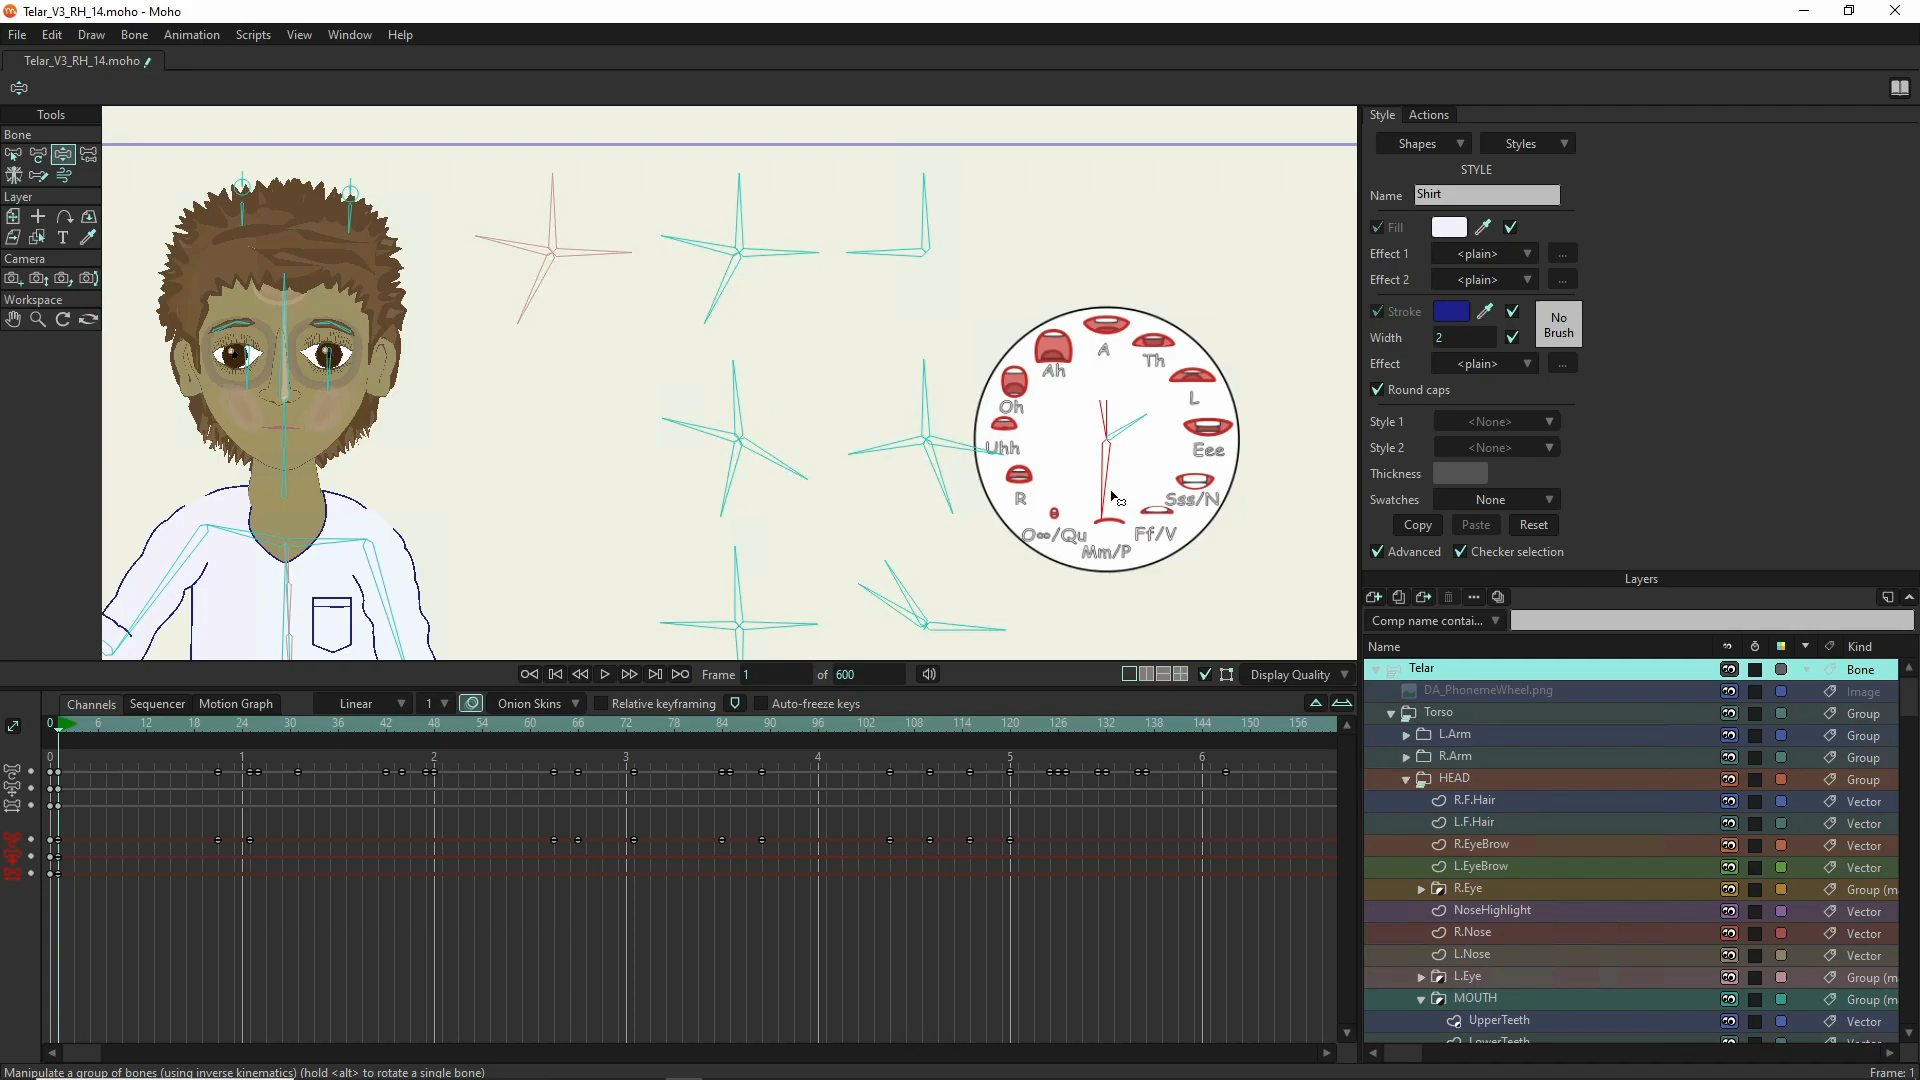 Telar_V3_RH_14.moho - Moho
File Edit Draw Bone Animation Scripts View Window Help
Telar_V3_RH_14.moho
Tools
Bone
Layer
Camera
Workspace
A
Th
Ah
L
Oh
Uhh
Eee
R
Sss/N
O∞/Qu
Ff/V
Mm/P
Style Actions
Shapes Styles
STYLE
Name Shirt
Fill
Effect 1 <plain> ...
Effect 2 <plain> ...
Stroke
No Brush
Width 2
Effect <plain> ...
Round caps
Style 1 <None>
Style 2 <None>
Thickness
Swatches None
Copy Paste Reset
Advanced Checker selection
Layers
Comp name contai...
Name Kind
Telar Bone
DA_PhonemeWheel.png Image
Torso Group
L.Arm Group
R.Arm Group
HEAD Group
R.F.Hair Vector
L.F.Hair Vector
R.EyeBrow Vector
L.EyeBrow Vector
R.Eye Group (m
NoseHighlight Vector
R.Nose Vector
L.Nose Vector
L.Eye Group (m
MOUTH Group (m
UpperTeeth Vector
LowerTeeth
Frame 1 of 600 Display Quality
Channels Sequencer Motion Graph Linear 1 Onion Skins Relative keyframing Auto-freeze keys
0 6 12 18 24 30 36 42 48 54 60 66 72 78 84 90 96 102 108 114 120 126 132 138 144 150 156
0 1 2 3 4 5 6
Manipulate a group of bones (using inverse kinematics) (hold <alt> to rotate a single bone)
Frame: 1